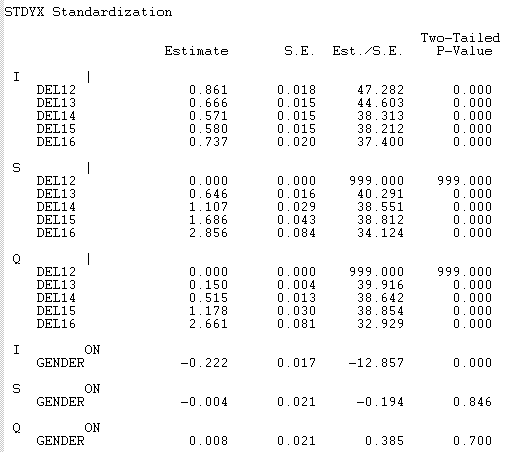 STDYX Standardization
Two-Tailed
Estimate S.E. Est./S.E. P-Value
I |
DEL12 0.861 0.018 47.282 0.000
DEL13 0.666 0.015 44.603 0.000
DEL14 0.571 0.015 38.313 0.000
DEL15 0.580 0.015 38.212 0.000
DEL16 0.737 0.020 37.400 0.000
S |
DEL12 0.000 0.000 999.000 999.000
DEL13 0.646 0.016 40.291 0.000
DEL14 1.107 0.029 38.551 0.000
DEL15 1.686 0.043 38.812 0.000
DEL16 2.856 0.084 34.124 0.000
Q |
DEL12 0.000 0.000 999.000 999.000
DEL13 0.150 0.004 39.916 0.000
DEL14 0.515 0.013 38.642 0.000
DEL15 1.178 0.030 38.854 0.000
DEL16 2.661 0.081 32.929 0.000
I ON
GENDER -0.222 0.017 -12.857 0.000
S ON
GENDER -0.004 0.021 -0.194 0.846
Q ON
GENDER 0.008 0.021 0.385 0.700